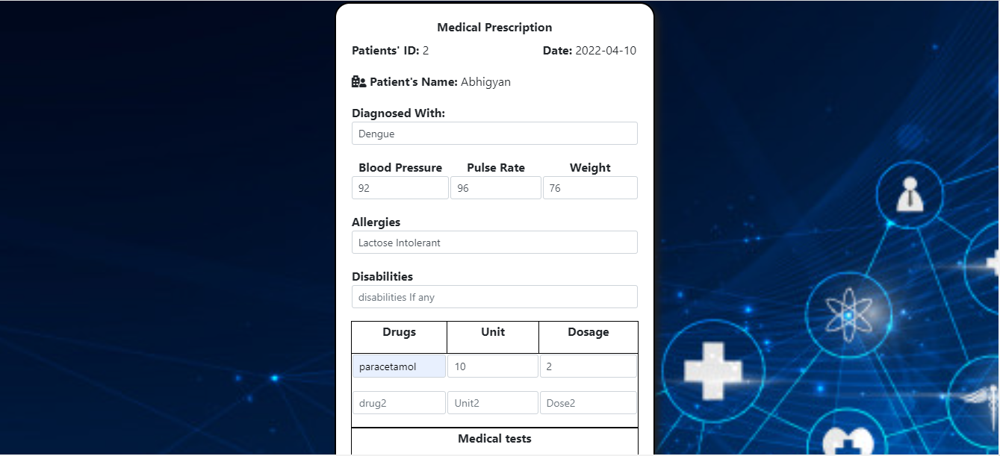 Medical Prescription
Patients' ID: 2 Date: 2022-04-10
Patient's Name: Abhigyan
Diagnosed With:
Dengue
Blood Pressure Pulse Rate Weight
92 96 76
Allergies
Lactose Intolerant
Disabilities
disabilities If any
Drugs Unit Dosage
paracetamol 10 2
drug2 Unit2 Dose2
Medical tests